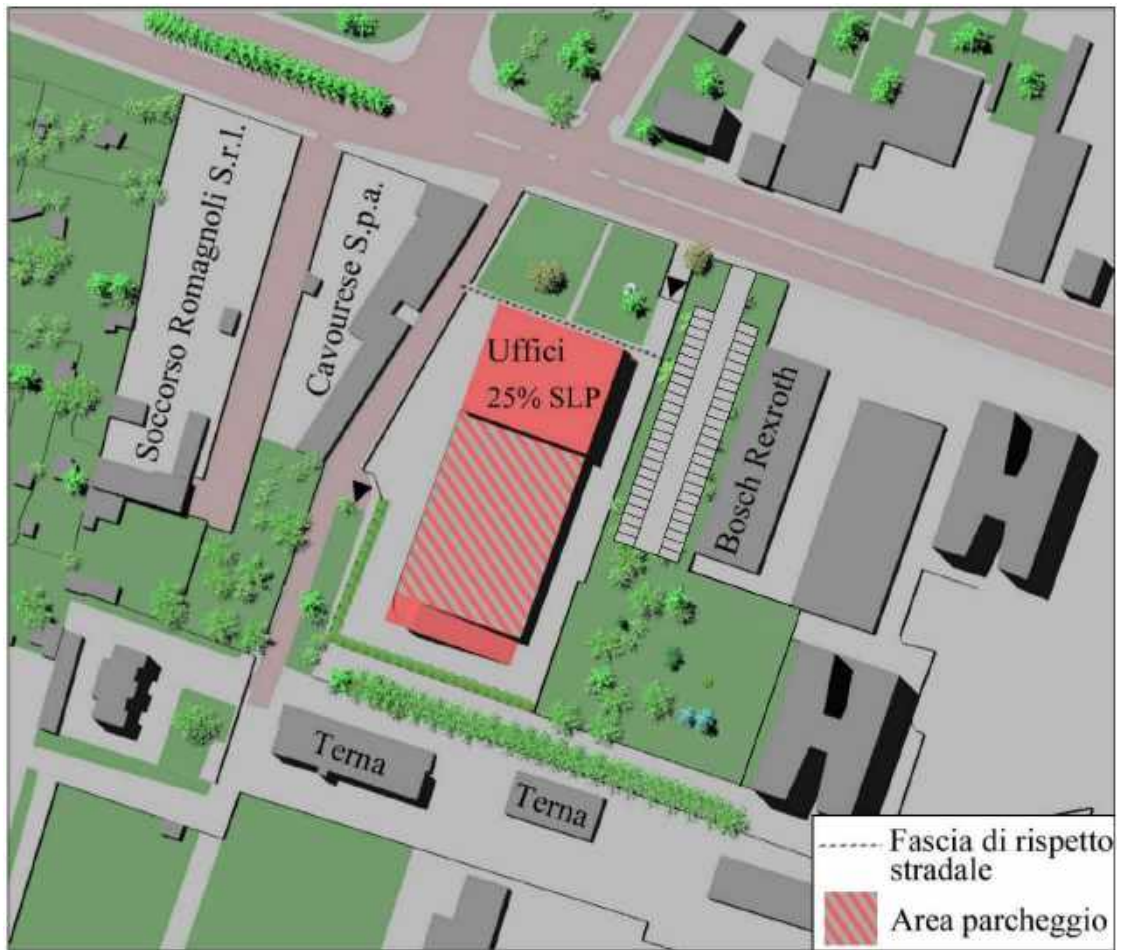 Soccorso Romagnoli S.r.l.
Cavourese S.p.a.
Uffici
25% SLP
Bosch Rexroth
Terna
Terna
Fascia di rispetto
stradale
Area parcheggio